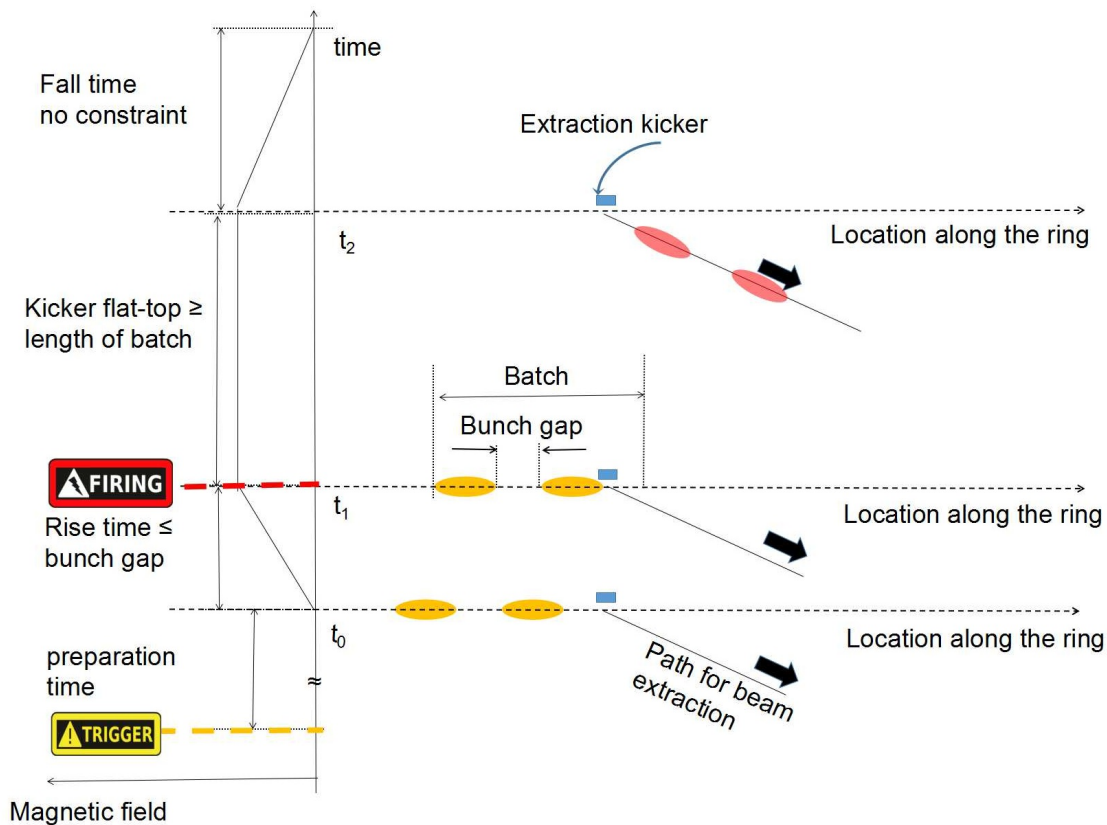 time
Fall time
no constraint
Extraction kicker
t2
Location along the ring
Kicker flat-top ≥
length of batch
Batch
Bunch gap
FIRING
t1
Location along the ring
Rise time ≤
bunch gap
t0
Location along the ring
preparation
time
≈
Path for beam
extraction
TRIGGER
Magnetic field